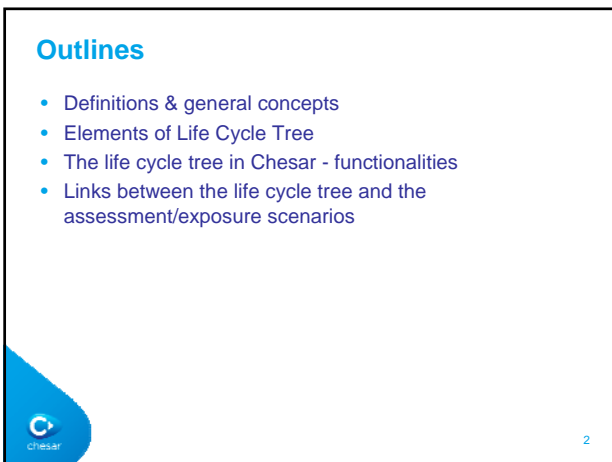 Outlines
• Definitions & general concepts
• Elements of Life Cycle Tree
• The life cycle tree in Chesar - functionalities
• Links between the life cycle tree and the
assessment/exposure scenarios
chesar
2